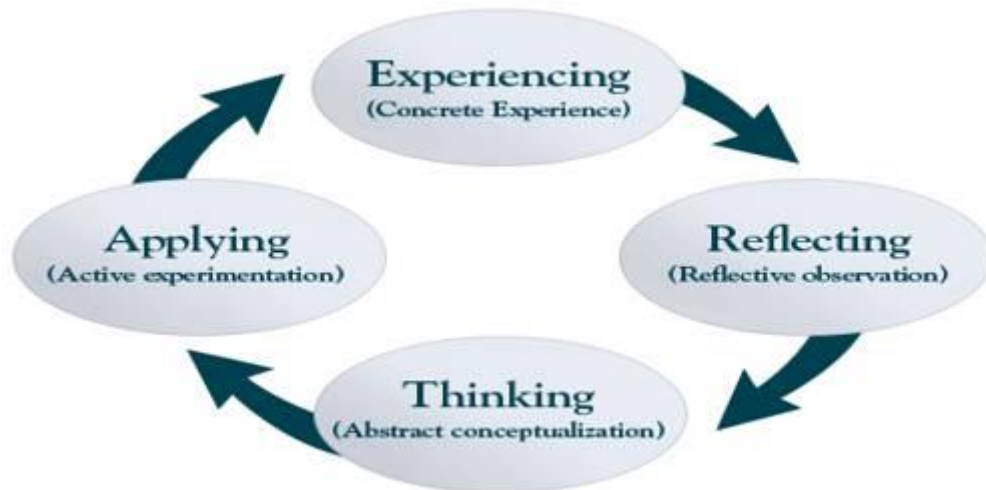 Experiencing
(Concrete Experience)
Applying
(Active experimentation)
Reflecting
(Reflective observation)
Thinking
(Abstract conceptualization)